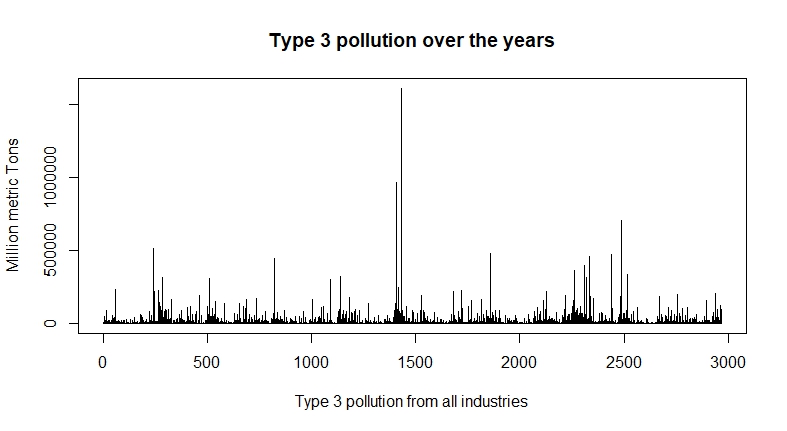 Type 3 pollution over the years
Million metric Tons
1000000
500000
0
0 500 1000 1500 2000 2500 3000
Type 3 pollution from all industries